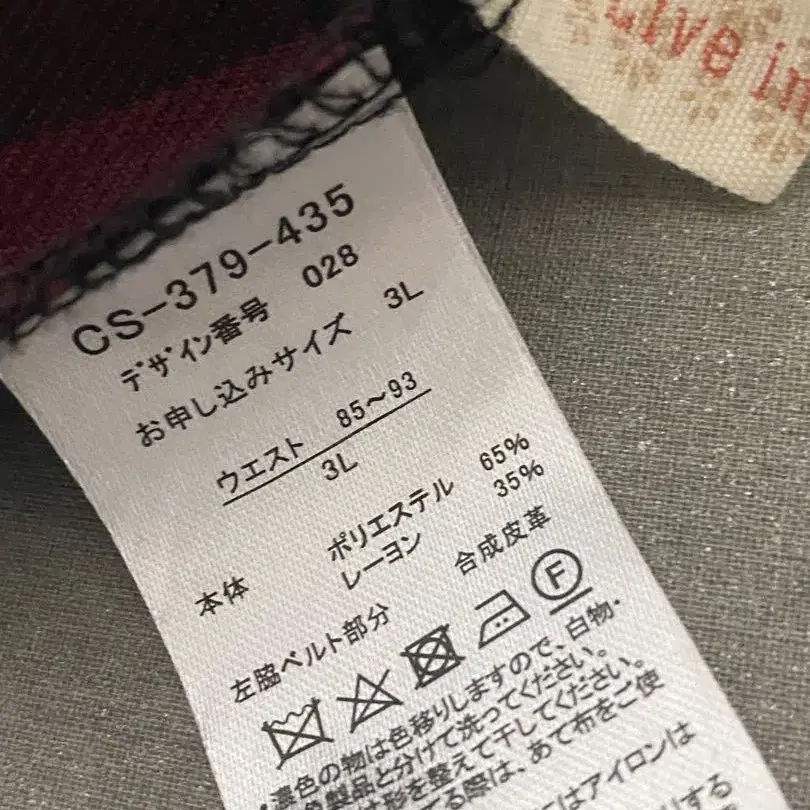 tive in
CS-379-435
デザイン番号 028
お申し込みサイズ 3L
ウエスト 85〜93
3L
本体 ポリエステル 65%
レーヨン 35%
左脇ベルト部分 合成皮革
F
・濃色の物は色移りしますので、白物・
製品と分けて洗ってください。
形を整えて干してください。
る際は、あて布をご使
はアイロンは
する